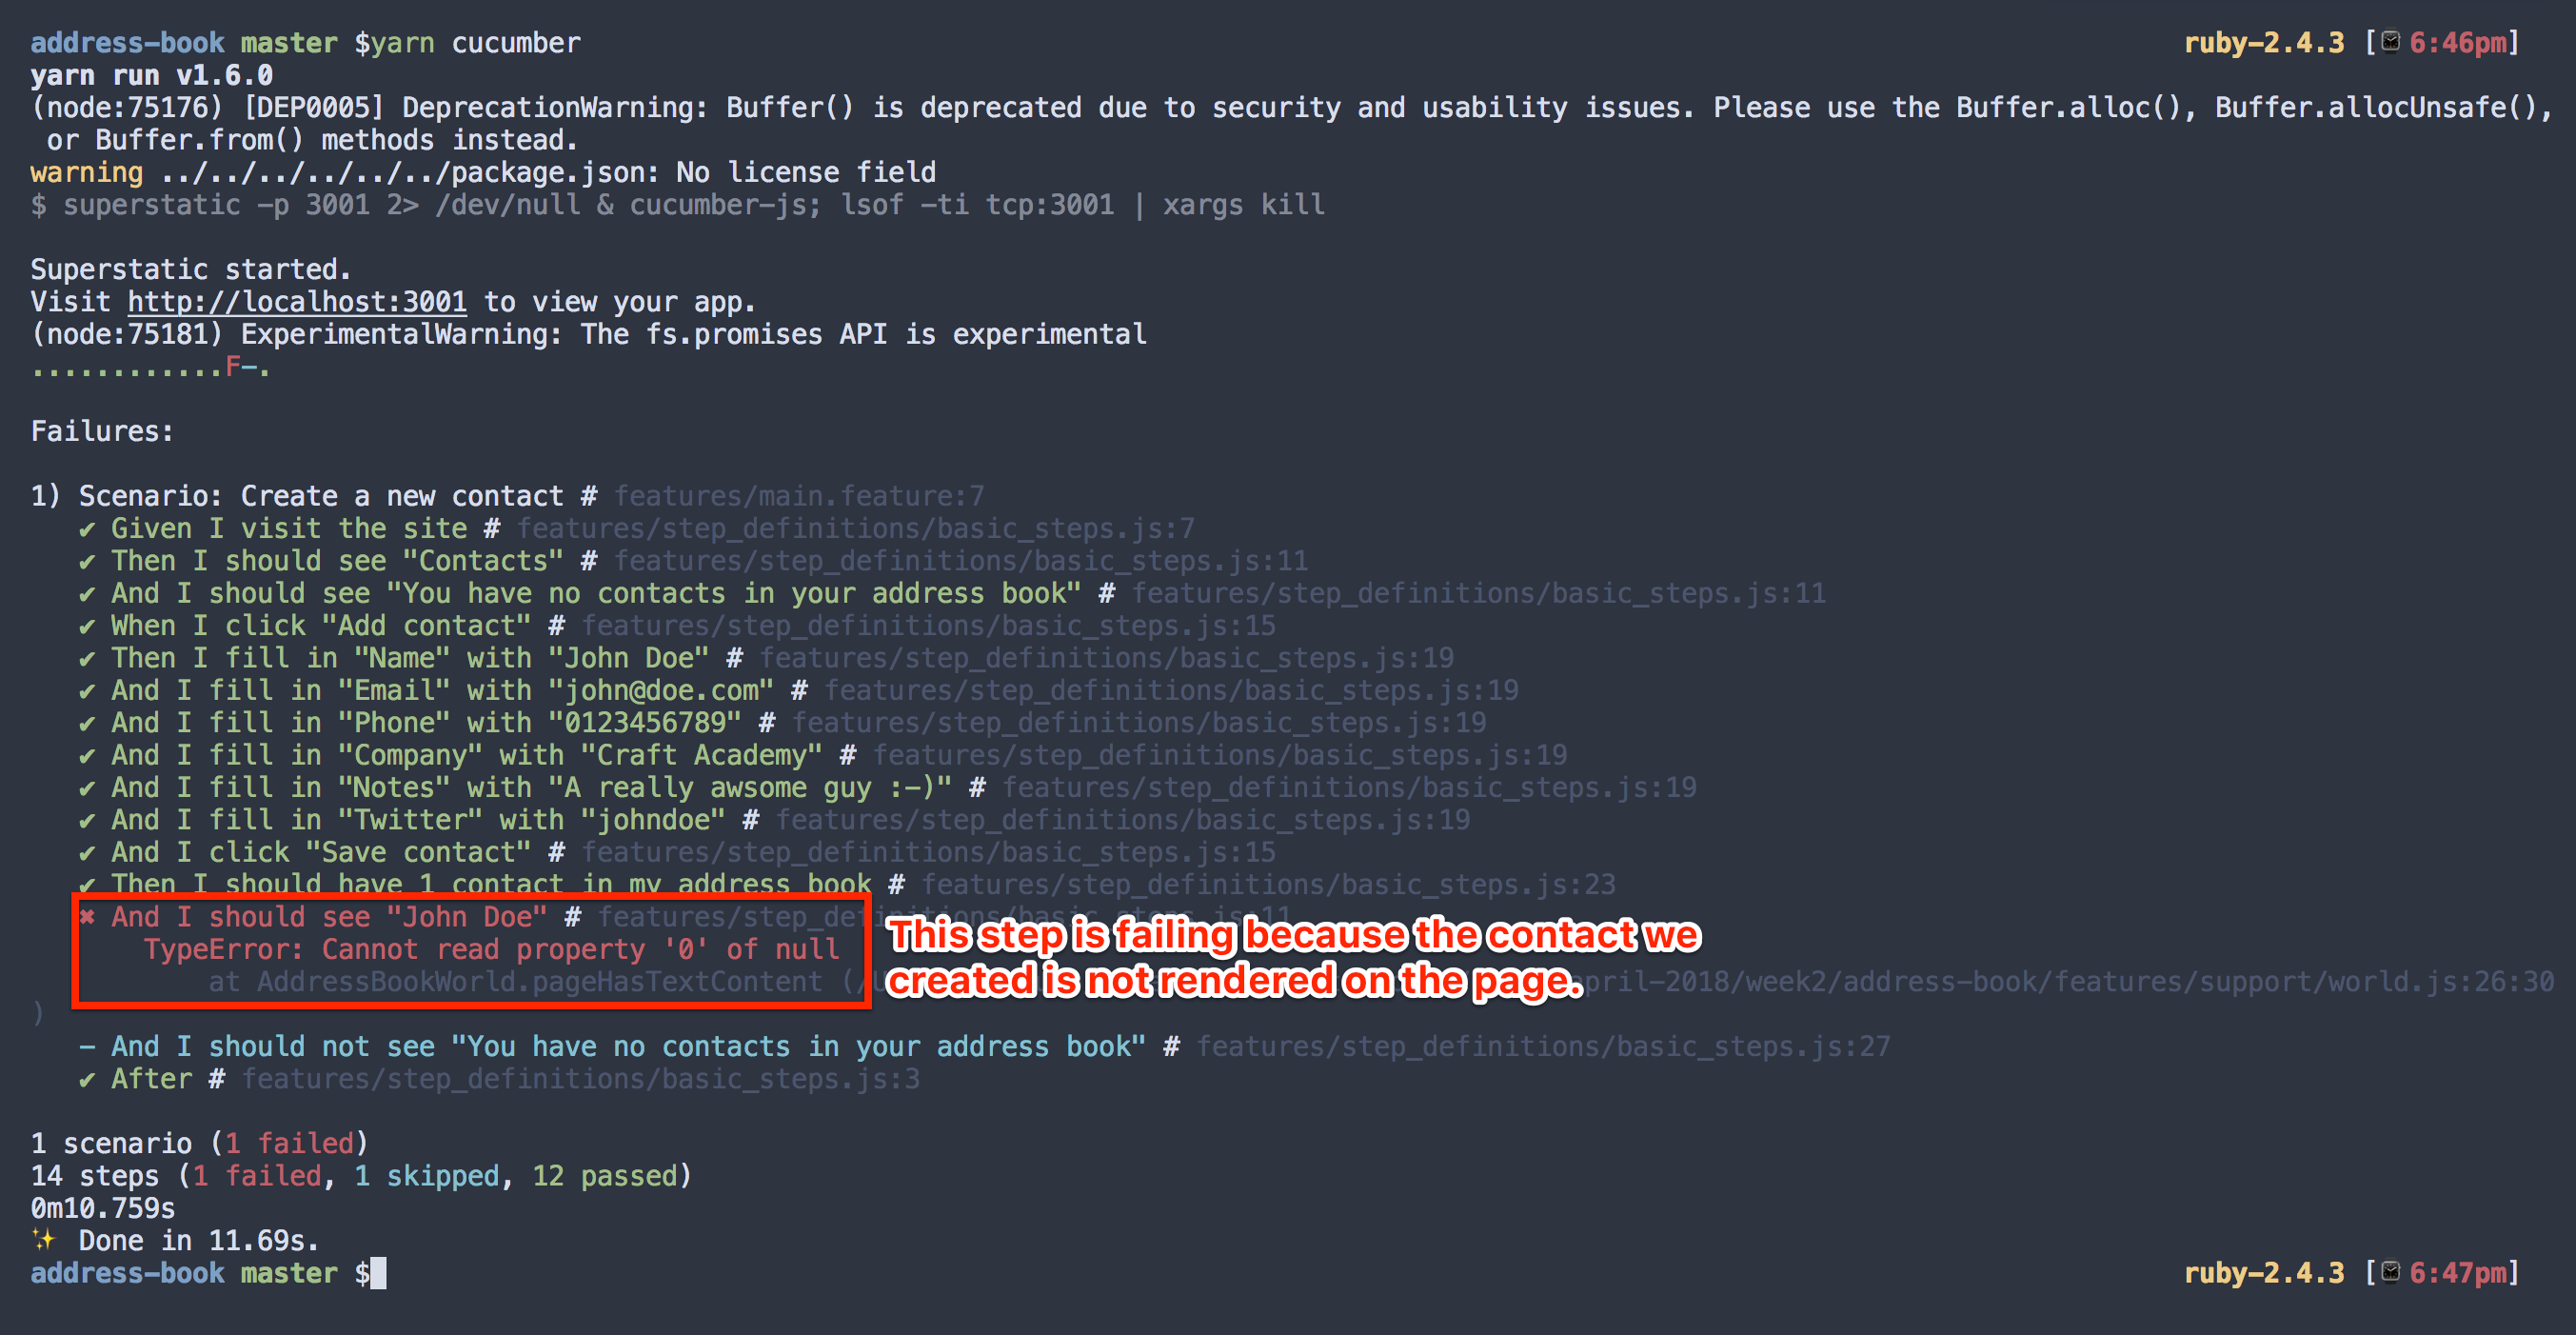 address-book master $yarn cucumber ruby-2.4.3 [6:46pm]
yarn run v1.6.0
(node:75176) [DEP0005] DeprecationWarning: Buffer() is deprecated due to security and usability issues. Please use the Buffer.alloc(), Buffer.allocUnsafe(),
or Buffer.from() methods instead.
warning ../../../../../../package.json: No license field
$ superstatic -p 3001 2> /dev/null & cucumber-js; lsof -ti tcp:3001 | xargs kill
Superstatic started.
Visit http://localhost:3001 to view your app.
(node:75181) ExperimentalWarning: The fs.promises API is experimental
............F-.
Failures:
1) Scenario: Create a new contact # features/main.feature:7
✔ Given I visit the site # features/step_definitions/basic_steps.js:7
✔ Then I should see "Contacts" # features/step_definitions/basic_steps.js:11
✔ And I should see "You have no contacts in your address book" # features/step_definitions/basic_steps.js:11
✔ When I click "Add contact" # features/step_definitions/basic_steps.js:15
✔ Then I fill in "Name" with "John Doe" # features/step_definitions/basic_steps.js:19
✔ And I fill in "Email" with "john@doe.com" # features/step_definitions/basic_steps.js:19
✔ And I fill in "Phone" with "0123456789" # features/step_definitions/basic_steps.js:19
✔ And I fill in "Company" with "Craft Academy" # features/step_definitions/basic_steps.js:19
✔ And I fill in "Notes" with "A really awsome guy :-)" # features/step_definitions/basic_steps.js:19
✔ And I fill in "Twitter" with "johndoe" # features/step_definitions/basic_steps.js:19
✔ And I click "Save contact" # features/step_definitions/basic_steps.js:15
✔ Then I should have 1 contact in my address book # features/step_definitions/basic_steps.js:23
✖ And I should see "John Doe" # features/step_definitions/basic_steps.js:11
This step is failing because the contact we
TypeError: Cannot read property '0' of null
created is not rendered on the page.
at AddressBookWorld.pageHasTextContent (/ pril-2018/week2/address-book/features/support/world.js:26:30
)
- And I should not see "You have no contacts in your address book" # features/step_definitions/basic_steps.js:27
✔ After # features/step_definitions/basic_steps.js:3
1 scenario (1 failed)
14 steps (1 failed, 1 skipped, 12 passed)
0m10.759s
✨ Done in 11.69s.
address-book master $ ruby-2.4.3 [6:47pm]